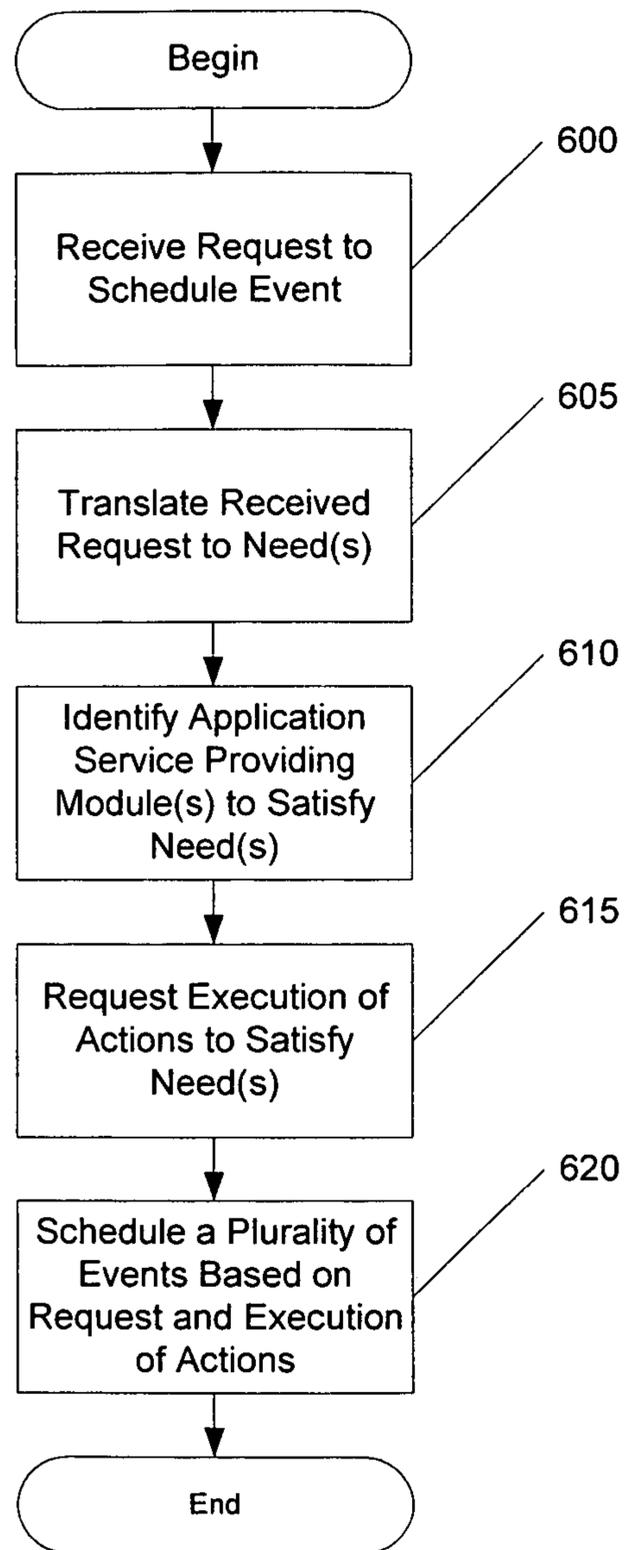 Begin
600
Receive Request to
Schedule Event
605
Translate Received
Request to Need(s)
610
Identify Application
Service Providing
Module(s) to Satisfy
Need(s)
615
Request Execution of
Actions to Satisfy
Need(s)
620
Schedule a Plurality of
Events Based on
Request and Execution
of Actions
End